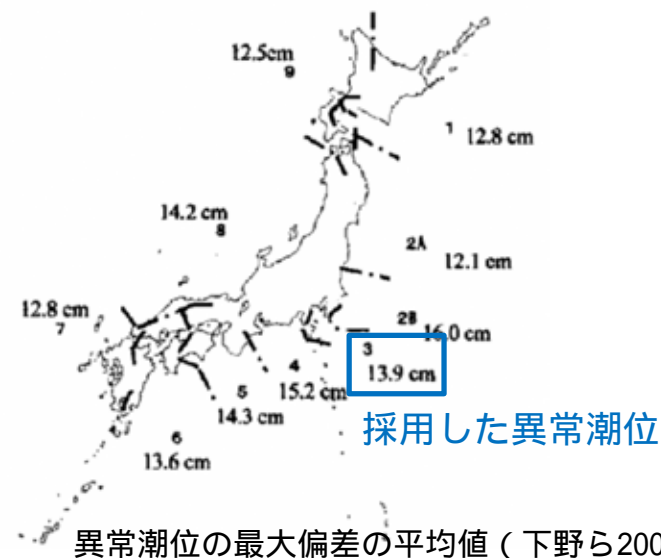 12.5cm
9
1
12.8 cm
14.2 cm
8
2A
12.1 cm
12.8 cm
7
2B
16.0 cm
3
13.9 cm
4
15.2 cm
5
14.3 cm
採用した異常潮位
6
13.6 cm
異常潮位の最大偏差の平均値(下野ら200